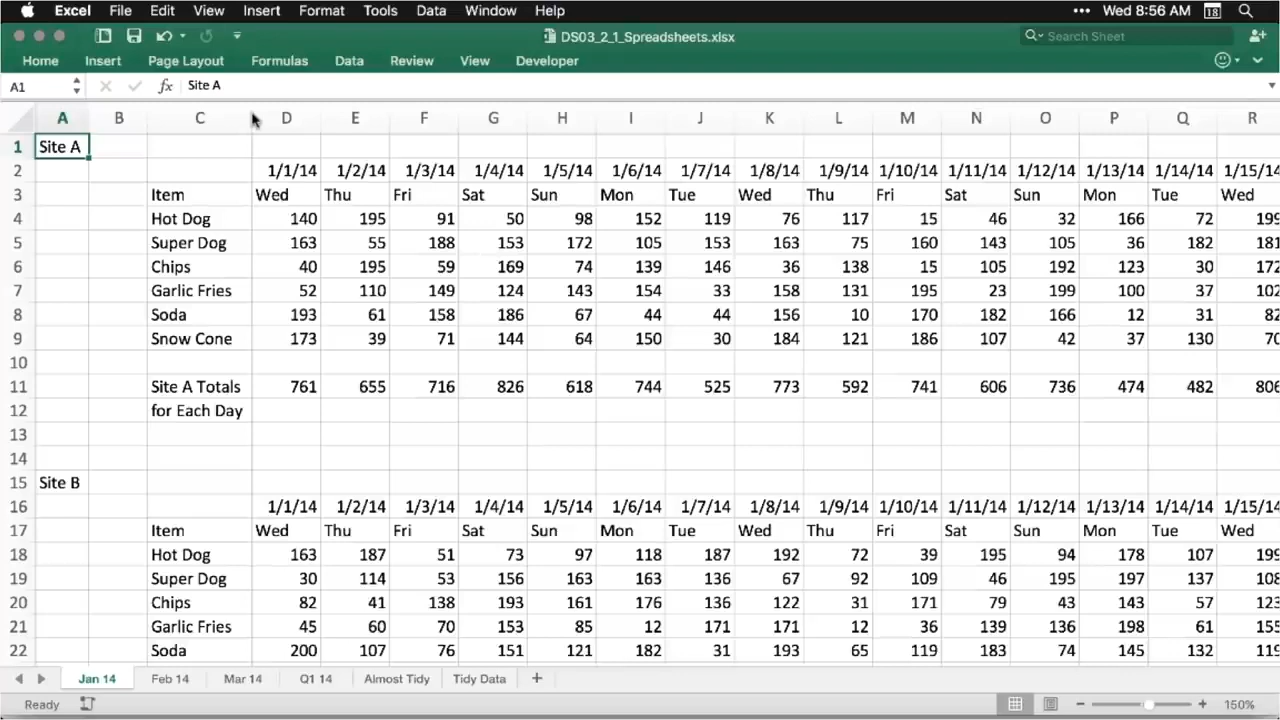 Excel File Edit View Insert Format Tools Data Window Help ••• Wed 8:56 AM 18
DS03_2_1_Spreadsheets.xlsx Search Sheet
Home Insert Page Layout Formulas Data Review View Developer
A1 fx Site A
A B C D E F G H I J K L M N O P Q R
1 Site A
2 1/1/14 1/2/14 1/3/14 1/4/14 1/5/14 1/6/14 1/7/14 1/8/14 1/9/14 1/10/14 1/11/14 1/12/14 1/13/14 1/14/14 1/15/14
3 Item Wed Thu Fri Sat Sun Mon Tue Wed Thu Fri Sat Sun Mon Tue Wed
4 Hot Dog 140 195 91 50 98 152 119 76 117 15 46 32 166 72 199
5 Super Dog 163 55 188 153 172 105 153 163 75 160 143 105 36 182 181
6 Chips 40 195 59 169 74 139 146 36 138 15 105 192 123 30 172
7 Garlic Fries 52 110 149 124 143 154 33 158 131 195 23 199 100 37 102
8 Soda 193 61 158 186 67 44 44 156 10 170 182 166 12 31 82
9 Snow Cone 173 39 71 144 64 150 30 184 121 186 107 42 37 130 70
10
11 Site A Totals 761 655 716 826 618 744 525 773 592 741 606 736 474 482 806
12 for Each Day
13
14
15 Site B
16 1/1/14 1/2/14 1/3/14 1/4/14 1/5/14 1/6/14 1/7/14 1/8/14 1/9/14 1/10/14 1/11/14 1/12/14 1/13/14 1/14/14 1/15/14
17 Item Wed Thu Fri Sat Sun Mon Tue Wed Thu Fri Sat Sun Mon Tue Wed
18 Hot Dog 163 187 51 73 97 118 187 192 72 39 195 94 178 107 199
19 Super Dog 30 114 53 156 163 163 136 67 92 109 46 195 197 137 108
20 Chips 82 41 138 193 161 176 136 122 31 171 79 43 143 57 123
21 Garlic Fries 45 60 70 153 85 12 171 171 12 36 139 136 198 61 155
22 Soda 200 107 76 151 121 182 31 193 65 119 183 74 145 132 119
Jan 14 Feb 14 Mar 14 Q1 14 Almost Tidy Tidy Data +
Ready 150%